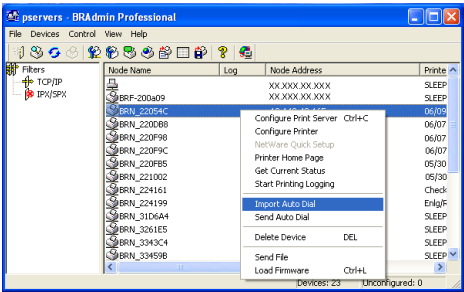 pservers - BRAdmin Professional
File Devices Control View Help
Filters
TCP/IP
IPX/SPX
Node Name Log Node Address Printe
XX.XXX.XX.XXX SLEEP
BRF-200a09 XX.XXX.XX.XXX SLEEP
BRN_22054C 06/09
BRN_220DB8 06/07
BRN_220F98 06/07
BRN_220F9C 06/07
BRN_220FB5 05/30
BRN_221002 05/30
BRN_224161 Check
BRN_224199 Enlg/F
BRN_31D6A4 SLEEP
BRN_3261E5 SLEEP
BRN_3343C4 SLEEP
BRN_33459B SLEEP
Configure Print Server Ctrl+C
Configure Printer
NetWare Quick Setup
Printer Home Page
Get Current Status
Start Printing Logging
Import Auto Dial
Send Auto Dial
Delete Device DEL
Send File
Load Firmware Ctrl+L
Devices: 23 Unconfigured: 0